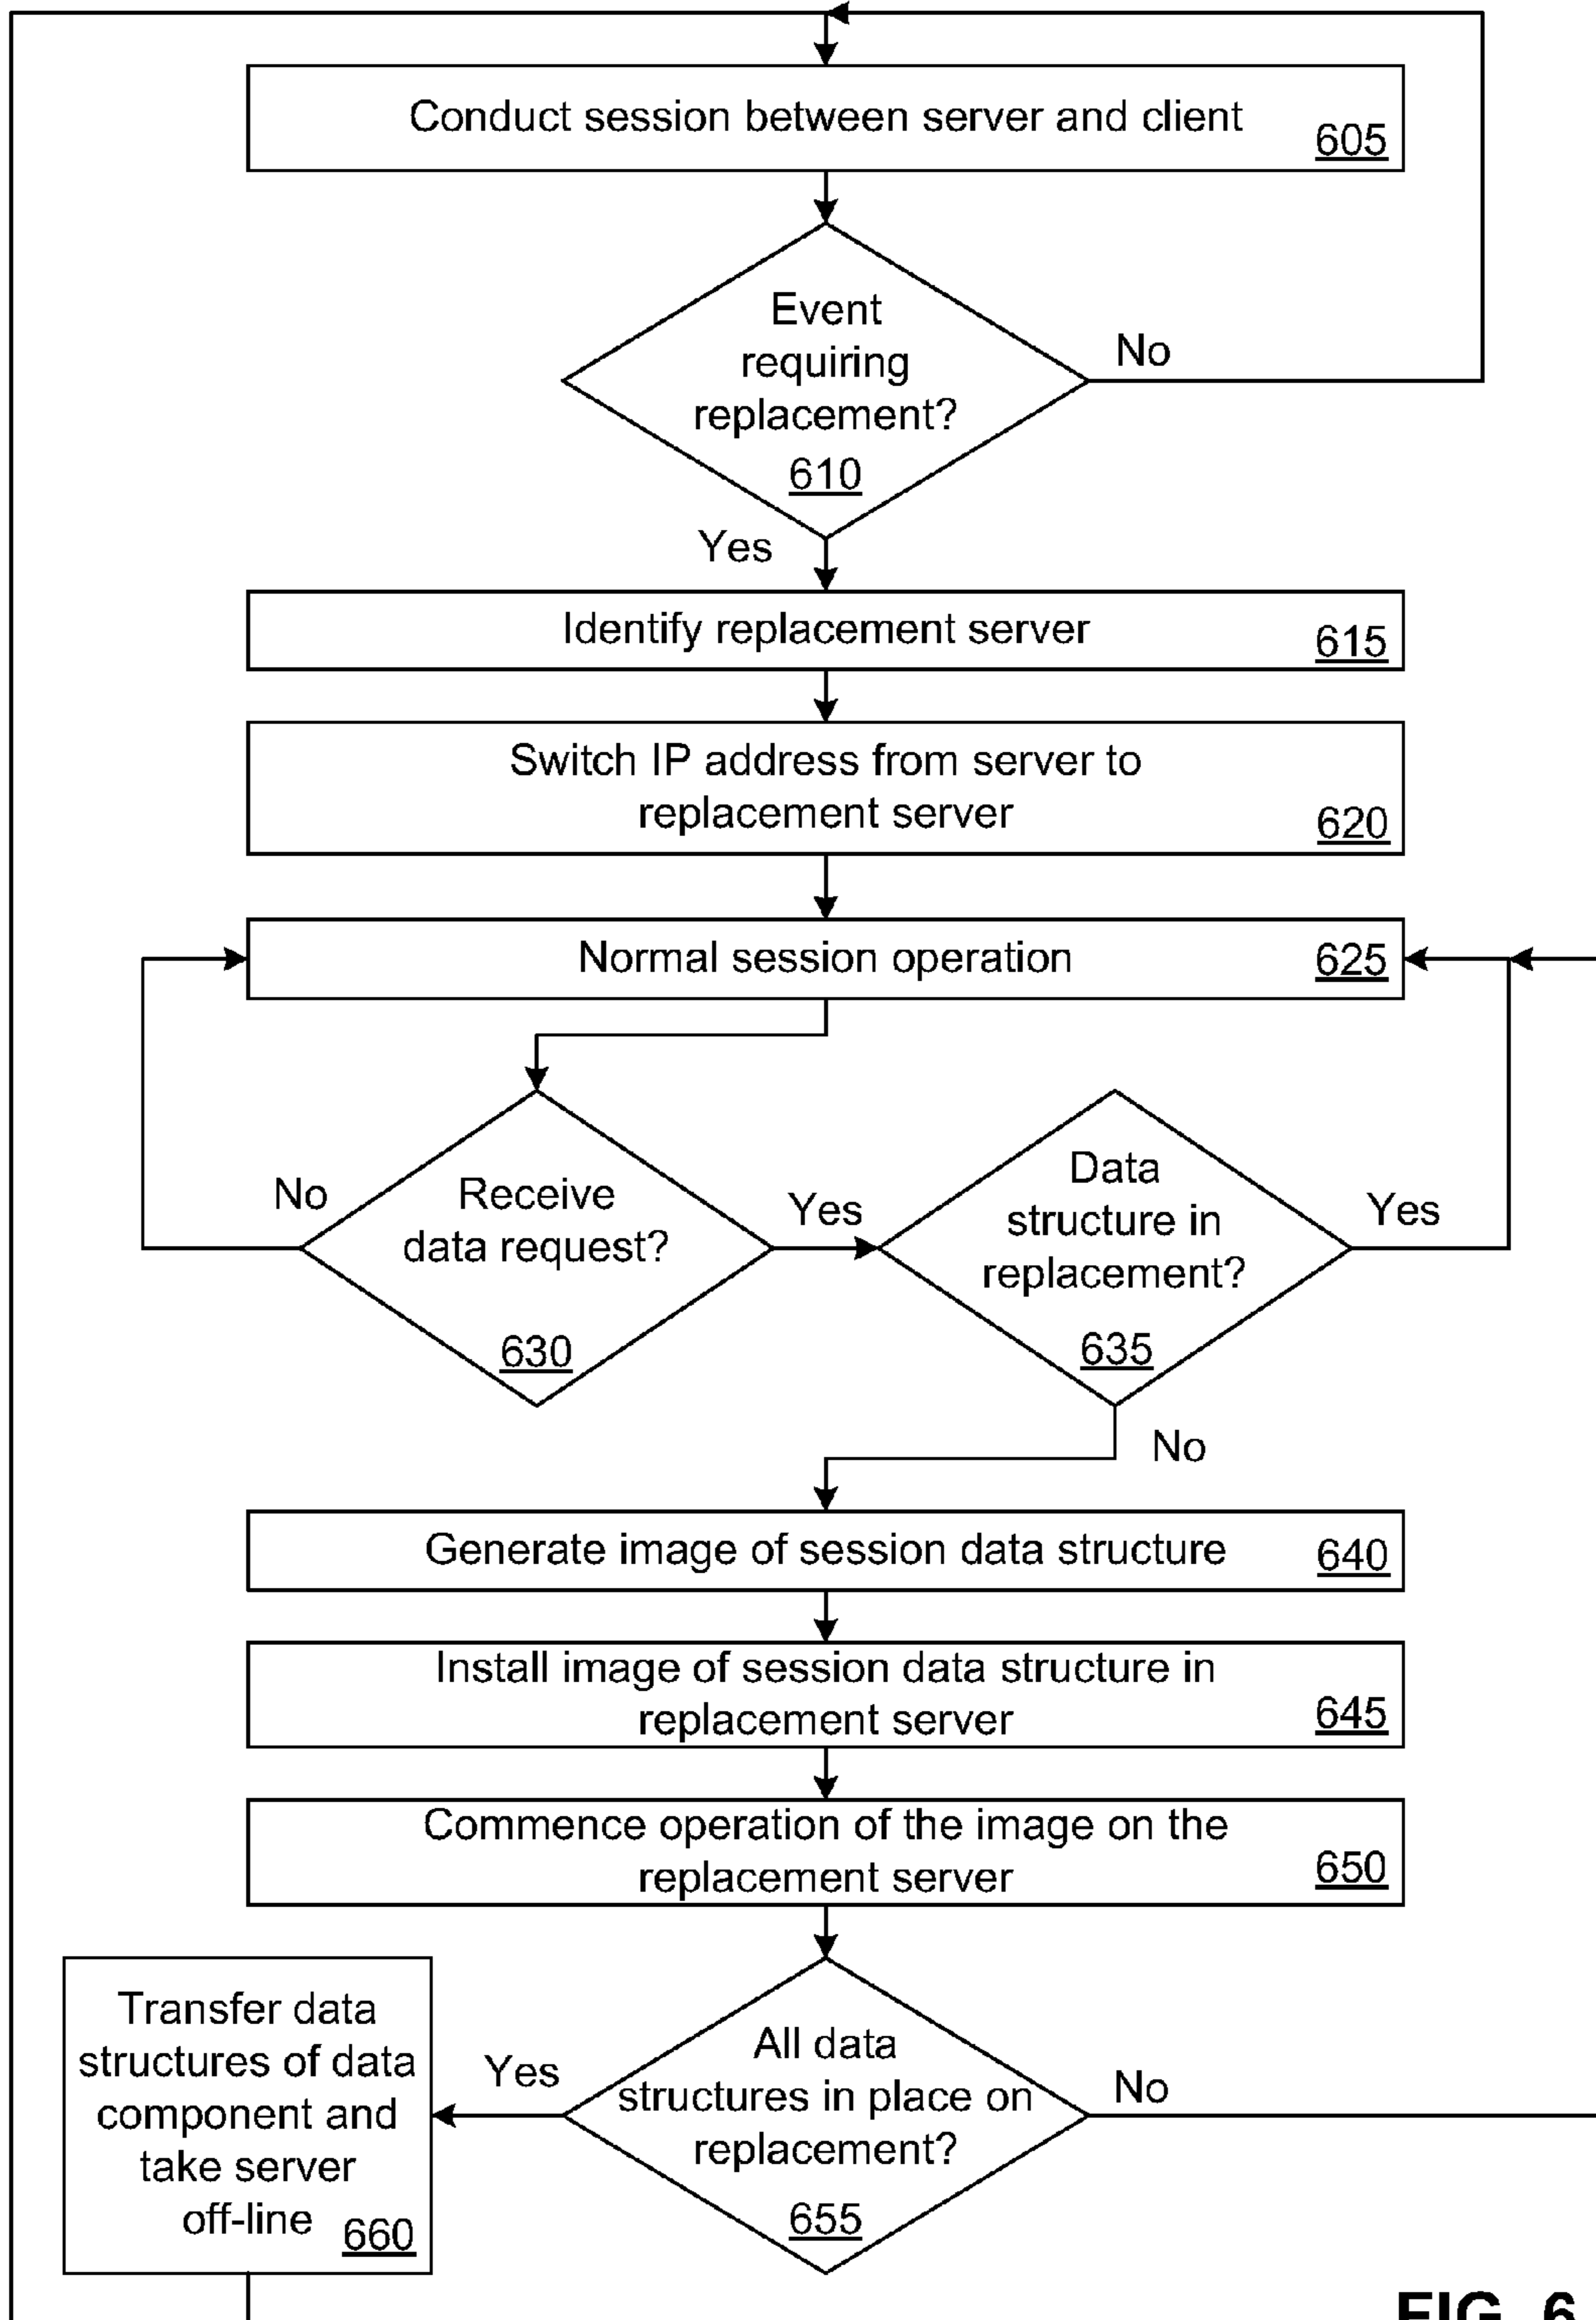 Conduct session between server and client
605
Event
requiring
replacement?
610
No
Yes
Identify replacement server
615
Switch IP address from server to
replacement server
620
Normal session operation
625
No
Receive
data request?
630
Yes
Data
structure in
replacement?
635
Yes
No
Generate image of session data structure
640
Install image of session data structure in
replacement server
645
Commence operation of the image on the
replacement server
650
Transfer data
structures of data
component and
take server
off-line
660
Yes
All data
structures in place on
replacement?
655
No
FIG. 6